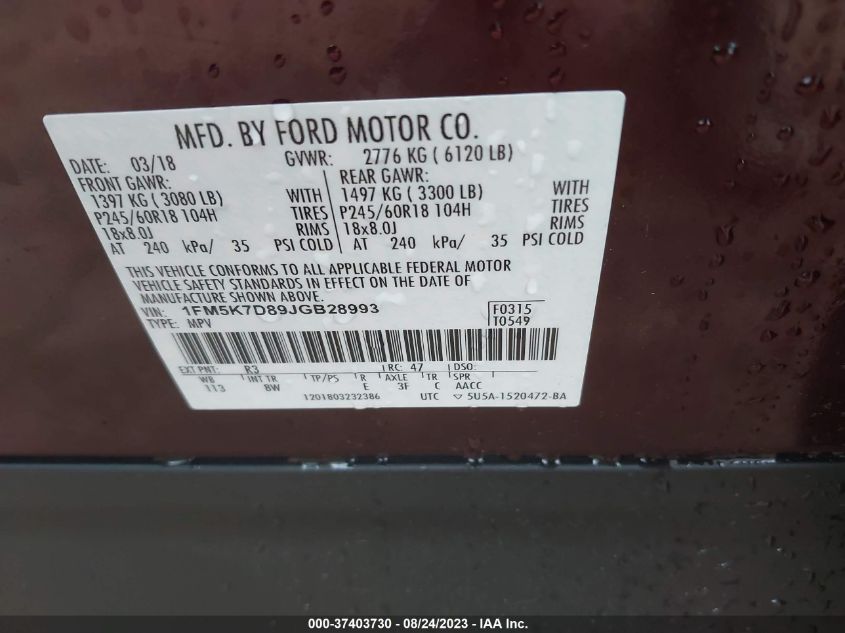 MFD. BY FORD MOTOR CO.
DATE: 03/18 GVWR: 2776 KG ( 6120 LB)
FRONT GAWR: REAR GAWR:
1397 KG ( 3080 LB) WITH 1497 KG ( 3300 LB) WITH
P245/60R18 104H TIRES P245/60R18 104H TIRES
18x8.0J RIMS 18x8.0J RIMS
AT 240 kPa/ 35 PSI COLD AT 240 kPa/ 35 PSI COLD
THIS VEHICLE CONFORMS TO ALL APPLICABLE FEDERAL MOTOR
VEHICLE SAFETY STANDARDS IN EFFECT ON THE DATE OF
MANUFACTURE SHOWN ABOVE.
VIN: 1FM5K7D89JGB28993 F0315
TYPE: MPV T0549
EXT PNT: R3 RC: 47 DSO:
WB INT TR TP/PS R AXLE TR SPR
113 8W E 3F C AACC
1201803232386 UTC ▽ 5U5A-1520472-BA
000-37403730 - 08/24/2023 - IAA Inc.